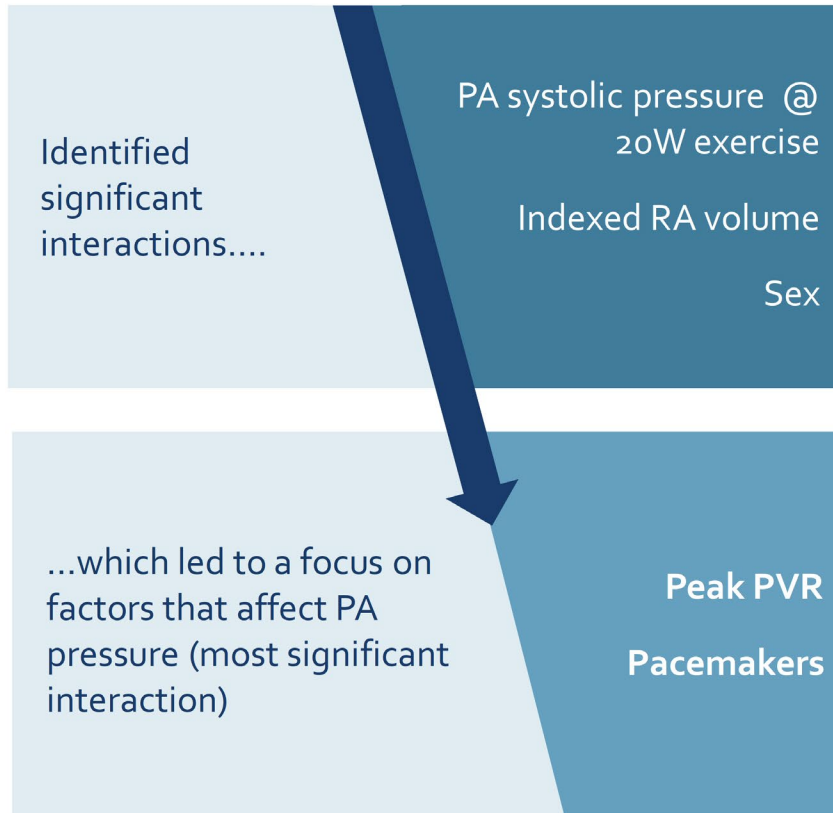 Identified
significant
interactions....
PA systolic pressure @
20W exercise
Indexed RA volume
Sex
...which led to a focus on
factors that affect PA
pressure (most significant
interaction)
Peak PVR
Pacemakers